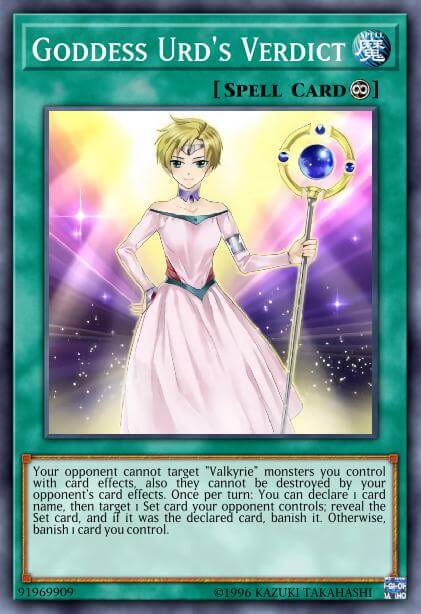 Goddess Urd's Verdict
魔
[Spell Card]
Your opponent cannot target "Valkyrie" monsters you control
with card effects, also they cannot be destroyed by your
opponent's card effects. Once per turn: You can declare 1 card
name, then target 1 Set card your opponent controls; reveal the
Set card, and if it was the declared card, banish it. Otherwise,
banish 1 card you control.
91969909 ©1996 KAZUKI TAKAHASHI